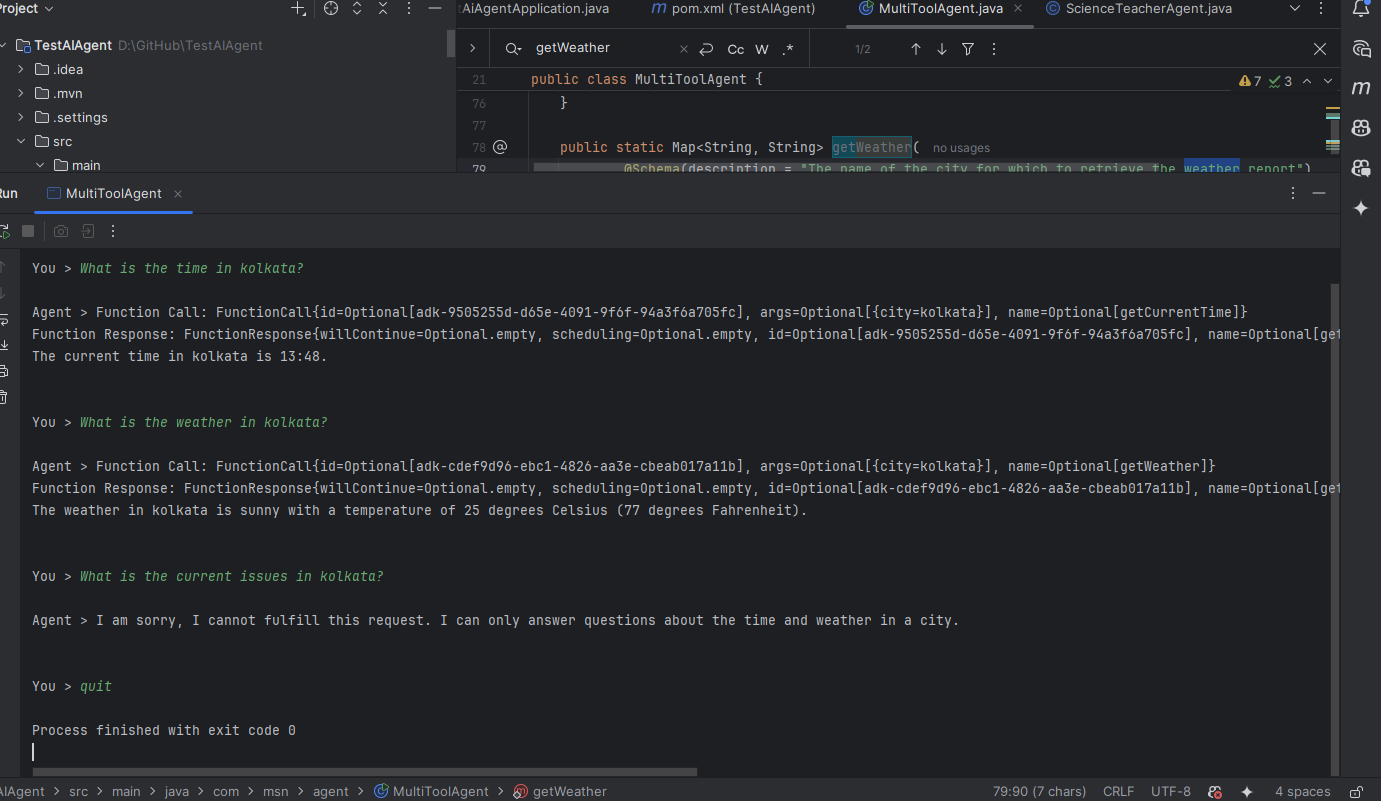 Project
tAiAgentApplication.java
pom.xml (TestAIAgent)
MultiToolAgent.java
ScienceTeacherAgent.java
TestAIAgent D:\GitHub\TestAIAgent
.idea
.mvn
.settings
src
main
getWeather
Cc W .*
1/2
21 public class MultiToolAgent {
7 3
76 }
77
78 @ public static Map<String, String> getWeather( no usages
79 @Schema(description = "The name of the city for which to retrieve the weather report")
Run MultiToolAgent
You > What is the time in kolkata?
Agent > Function Call: FunctionCall{id=Optional[adk-9505255d-d65e-4091-9f6f-94a3f6a705fc], args=Optional[{city=kolkata}], name=Optional[getCurrentTime]}
Function Response: FunctionResponse{willContinue=Optional.empty, scheduling=Optional.empty, id=Optional[adk-9505255d-d65e-4091-9f6f-94a3f6a705fc], name=Optional[get
The current time in kolkata is 13:48.
You > What is the weather in kolkata?
Agent > Function Call: FunctionCall{id=Optional[adk-cdef9d96-ebc1-4826-aa3e-cbeab017a11b], args=Optional[{city=kolkata}], name=Optional[getWeather]}
Function Response: FunctionResponse{willContinue=Optional.empty, scheduling=Optional.empty, id=Optional[adk-cdef9d96-ebc1-4826-aa3e-cbeab017a11b], name=Optional[get
The weather in kolkata is sunny with a temperature of 25 degrees Celsius (77 degrees Fahrenheit).
You > What is the current issues in kolkata?
Agent > I am sorry, I cannot fulfill this request. I can only answer questions about the time and weather in a city.
You > quit
Process finished with exit code 0
AIAgent > src > main > java > com > msn > agent > MultiToolAgent > getWeather
79:90 (7 chars) CRLF UTF-8 4 spaces